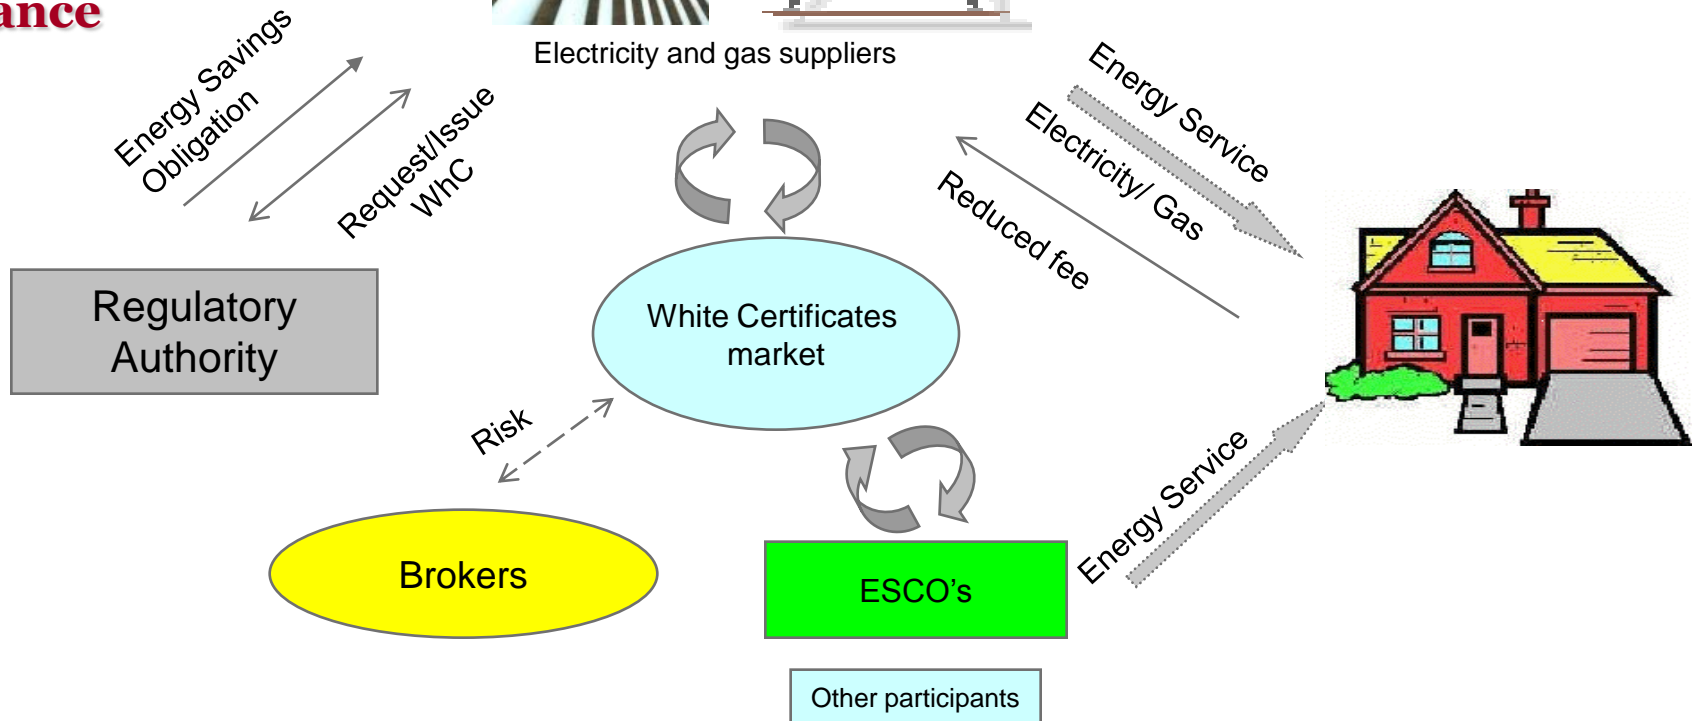 ance
Electricity and gas suppliers
Energy Savings
Obligation
Request/Issue
WhC
Energy Service
Electricity/ Gas
Reduced fee
Regulatory
Authority
White Certificates
market
Risk
Brokers
ESCO's
Energy Service
Other participants